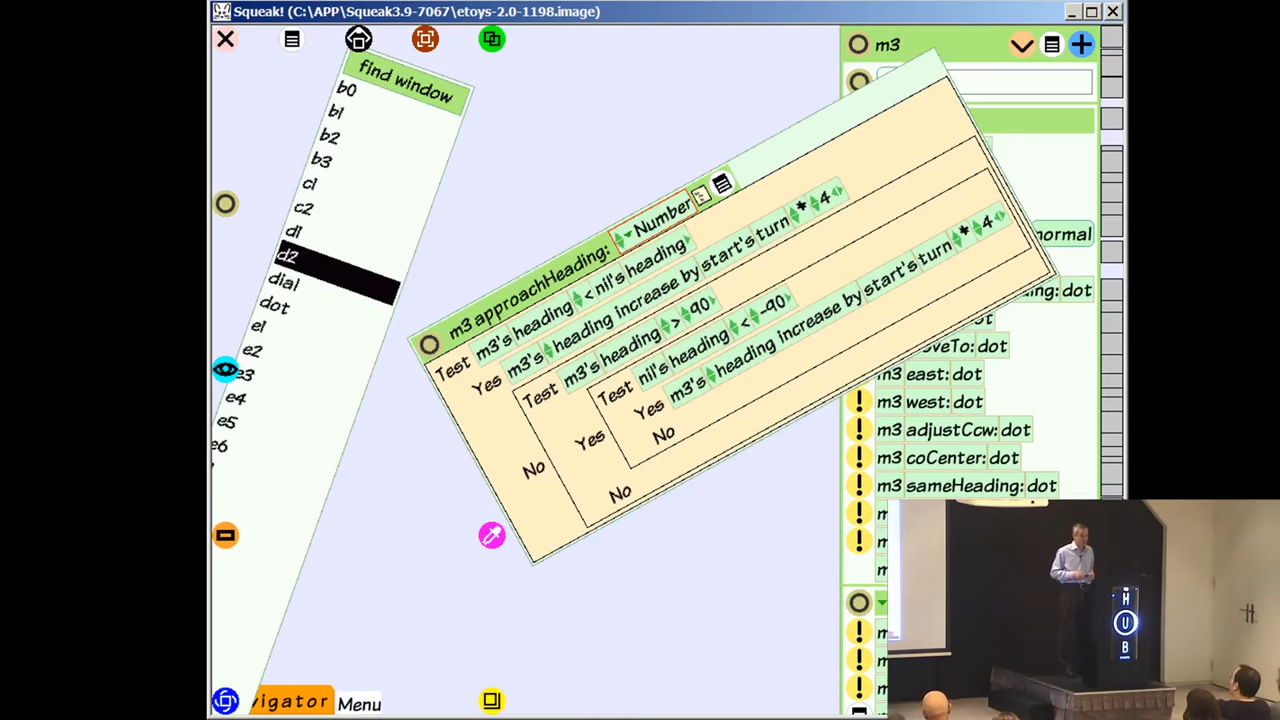 Squeak! (C:\APP\Squeak3.9-7067\etoys-2.0-1198.image)
find window
b0
b1
b2
b3
c1
c2
d1
d2
dial
dot
e1
e2
e3
e4
e5
e6
m3 approachHeading: Number
Test m3's heading < nil's heading
Yes m3's heading increase by start's turn * 4
No Test m3's heading > 90
Yes Test nil's heading < -90
Yes m3's heading increase by start's turn * 4
No
No
m3
normal
ng: dot
oveTo: dot
m3 east: dot
m3 west: dot
m3 adjustCcw: dot
m3 coCenter: dot
m3 sameHeading: dot
vigator Menu
H
U
B